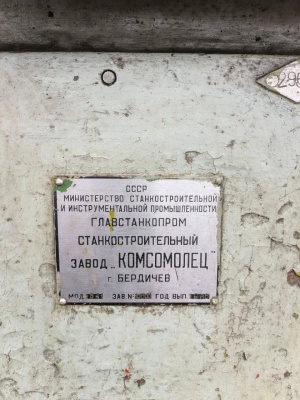 СССР
МИНИСТЕРСТВО СТАНКОСТРОИТЕЛЬНОЙ
И ИНСТРУМЕНТАЛЬНОЙ ПРОМЫШЛЕННОСТИ
ГЛАВСТАНКОПРОМ
СТАНКОСТРОИТЕЛЬНЫЙ
ЗАВОД „КОМСОМОЛЕЦ"
г. БЕРДИЧЕВ
МОД. ЗАВ. № ГОД ВЫП.